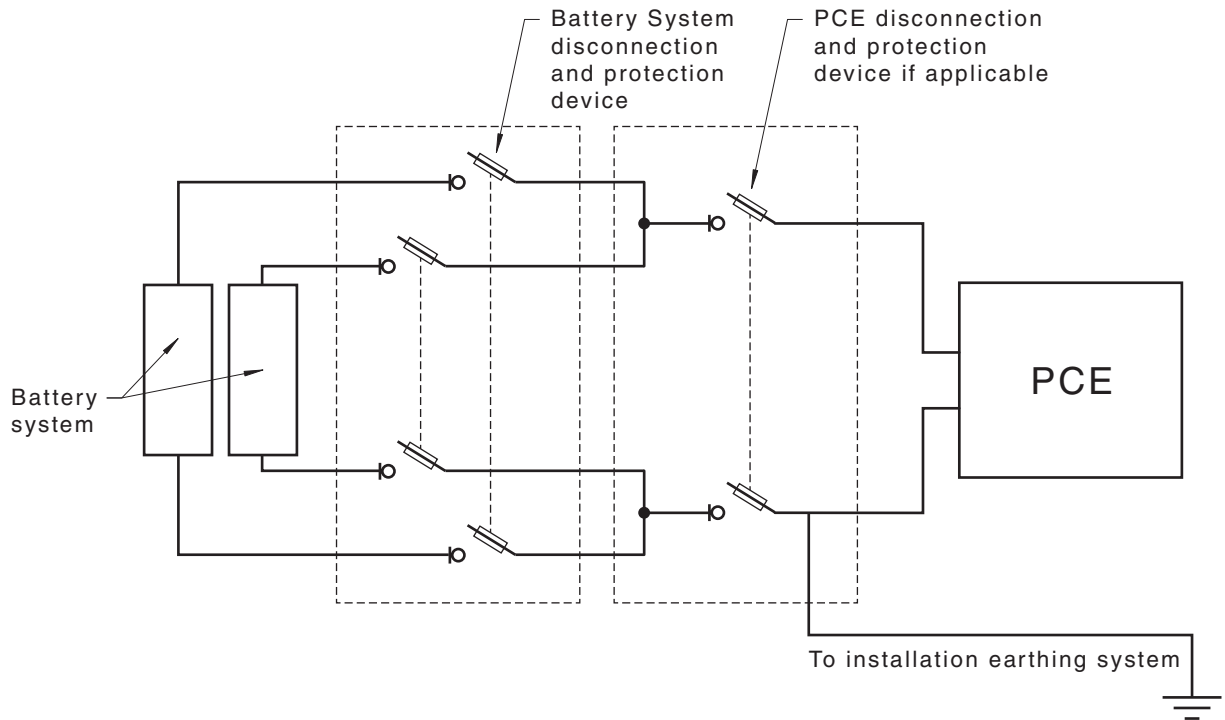 Battery System
disconnection
and protection
device
PCE disconnection
and protection
device if applicable
Battery
system
PCE
To installation earthing system